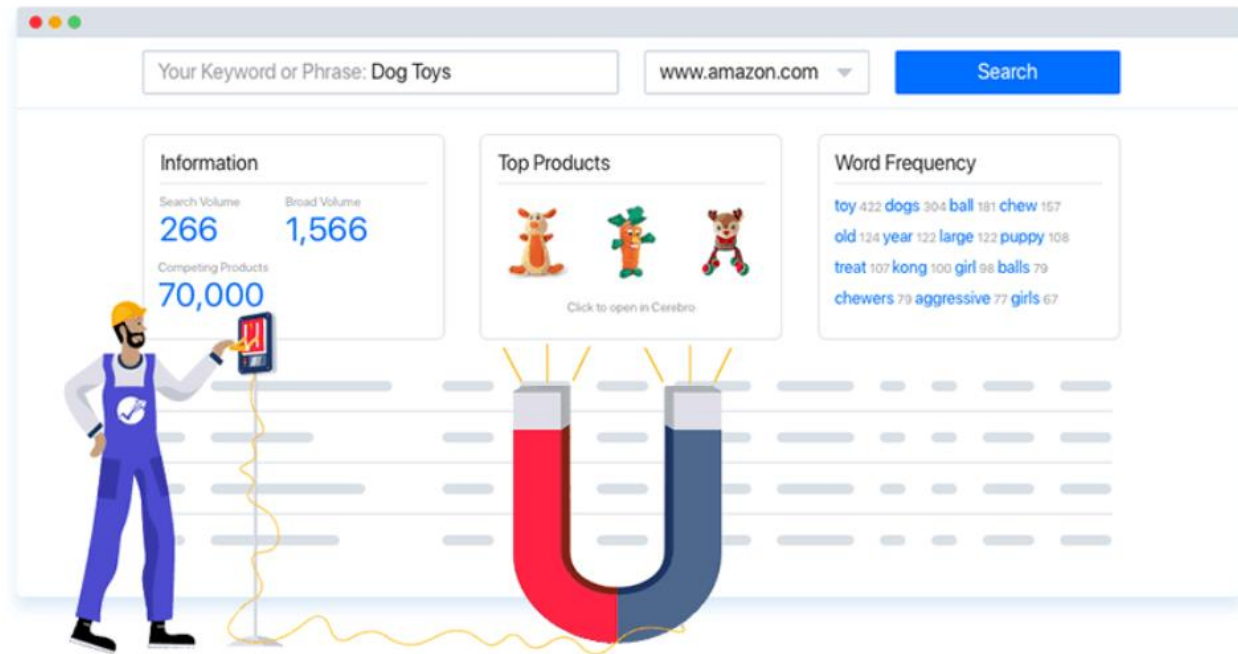 Your Keyword or Phrase: Dog Toys
www.amazon.com
Search
Information
Search Volume Broad Volume
266 1,566
Competing Products
70,000
Top Products
Click to open in Cerebro
Word Frequency
toy 422 dogs 304 ball 181 chew 157
old 124 year 122 large 122 puppy 108
treat 107 kong 100 girl 98 balls 79
chewers 79 aggressive 77 girls 67